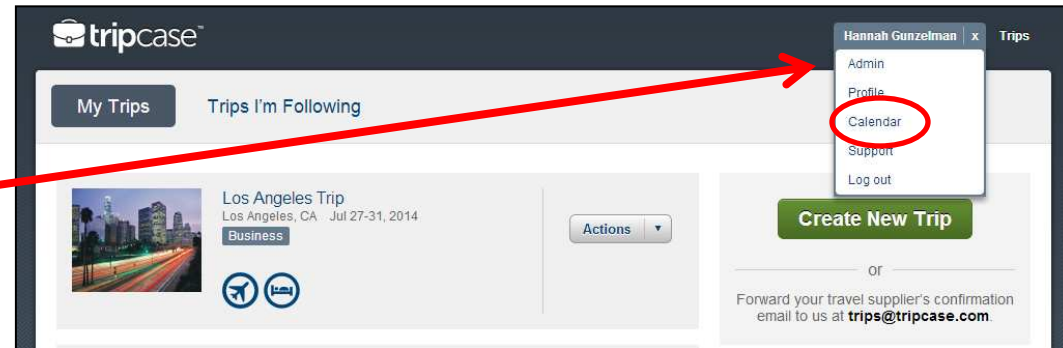 tripcase™
Hannah Gunzelman x Trips
Admin
Profile
Calendar
Support
Log out
My Trips Trips I'm Following
Los Angeles Trip
Los Angeles, CA Jul 27-31, 2014
Business
Actions
Create New Trip
or
Forward your travel supplier's confirmation
email to us at trips@tripcase.com.